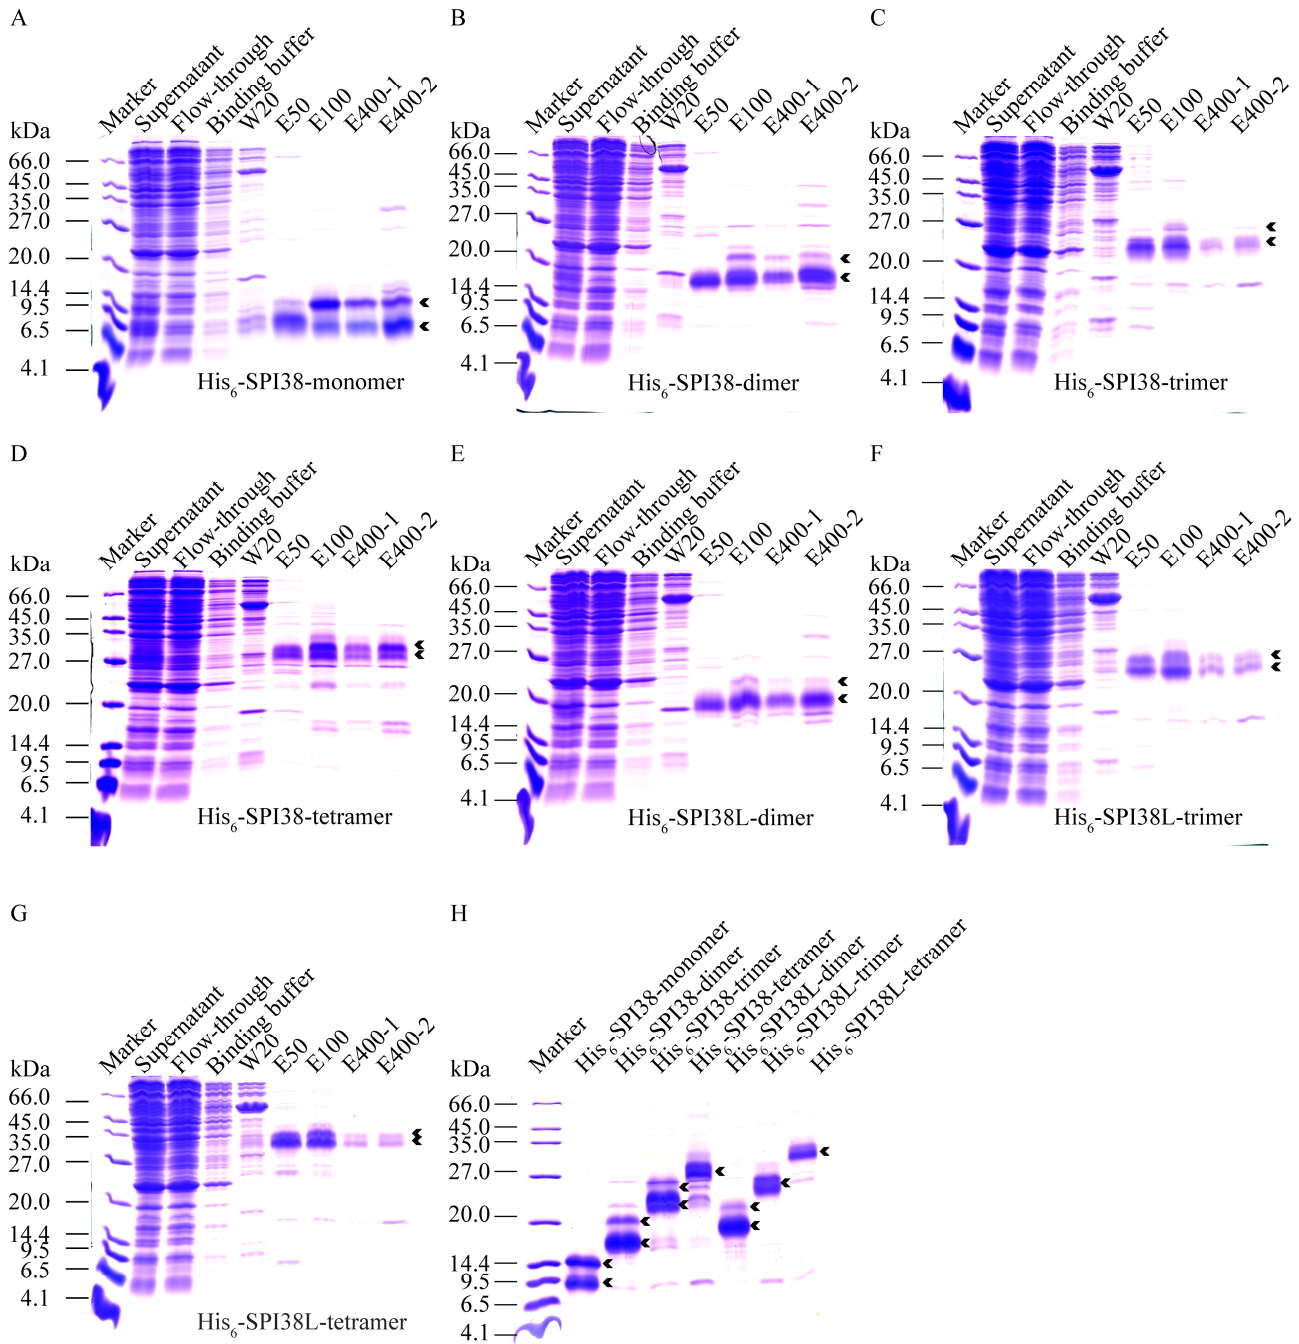 A
Marker
Supernatant
Flow-through
Binding buffer
W20
E50
E100
E400-1
E400-2
kDa
66.0
45.0
35.0
27.0
20.0
14.4
9.5
6.5
4.1
His6-SPI38-monomer
B
Marker
Supernatant
Flow-through
Binding buffer
W20
E50
E100
E400-1
E400-2
kDa
66.0
45.0
35.0
27.0
20.0
14.4
9.5
6.5
4.1
His6-SPI38-dimer
C
Marker
Supernatant
Flow-through
Binding buffer
W20
E50
E100
E400-1
E400-2
kDa
66.0
45.0
35.0
27.0
20.0
14.4
9.5
6.5
4.1
His6-SPI38-trimer
D
Marker
Supernatant
Flow-through
Binding buffer
W20
E50
E100
E400-1
E400-2
kDa
66.0
45.0
35.0
27.0
20.0
14.4
9.5
6.5
4.1
His6-SPI38-tetramer
E
Marker
Supernatant
Flow-through
Binding buffer
W20
E50
E100
E400-1
E400-2
kDa
66.0
45.0
35.0
27.0
20.0
14.4
9.5
6.5
4.1
His6-SPI38L-dimer
F
Marker
Supernatant
Flow-through
Binding buffer
W20
E50
E100
E400-1
E400-2
kDa
66.0
45.0
35.0
27.0
20.0
14.4
9.5
6.5
4.1
His6-SPI38L-trimer
G
Marker
Supernatant
Flow-through
Binding buffer
W20
E50
E100
E400-1
E400-2
kDa
66.0
45.0
35.0
27.0
20.0
14.4
9.5
6.5
4.1
His6-SPI38L-tetramer
H
Marker
His6-SPI38-monomer
His6-SPI38-dimer
His6-SPI38-trimer
His6-SPI38-tetramer
His6-SPI38L-dimer
His6-SPI38L-trimer
His6-SPI38L-tetramer
kDa
66.0
45.0
35.0
27.0
20.0
14.4
9.5
6.5
4.1